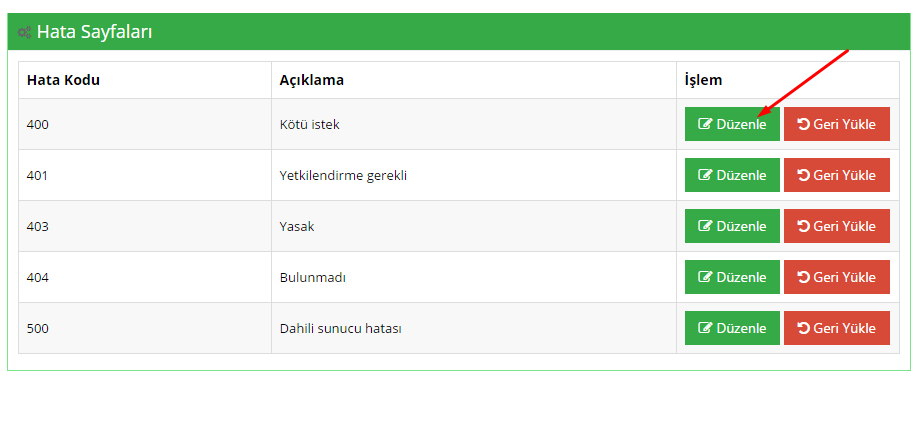 Hata Sayfaları
Hata Kodu Açıklama İşlem
400 Kötü istek Düzenle Geri Yükle
401 Yetkilendirme gerekli Düzenle Geri Yükle
403 Yasak Düzenle Geri Yükle
404 Bulunmadı Düzenle Geri Yükle
500 Dahili sunucu hatası Düzenle Geri Yükle